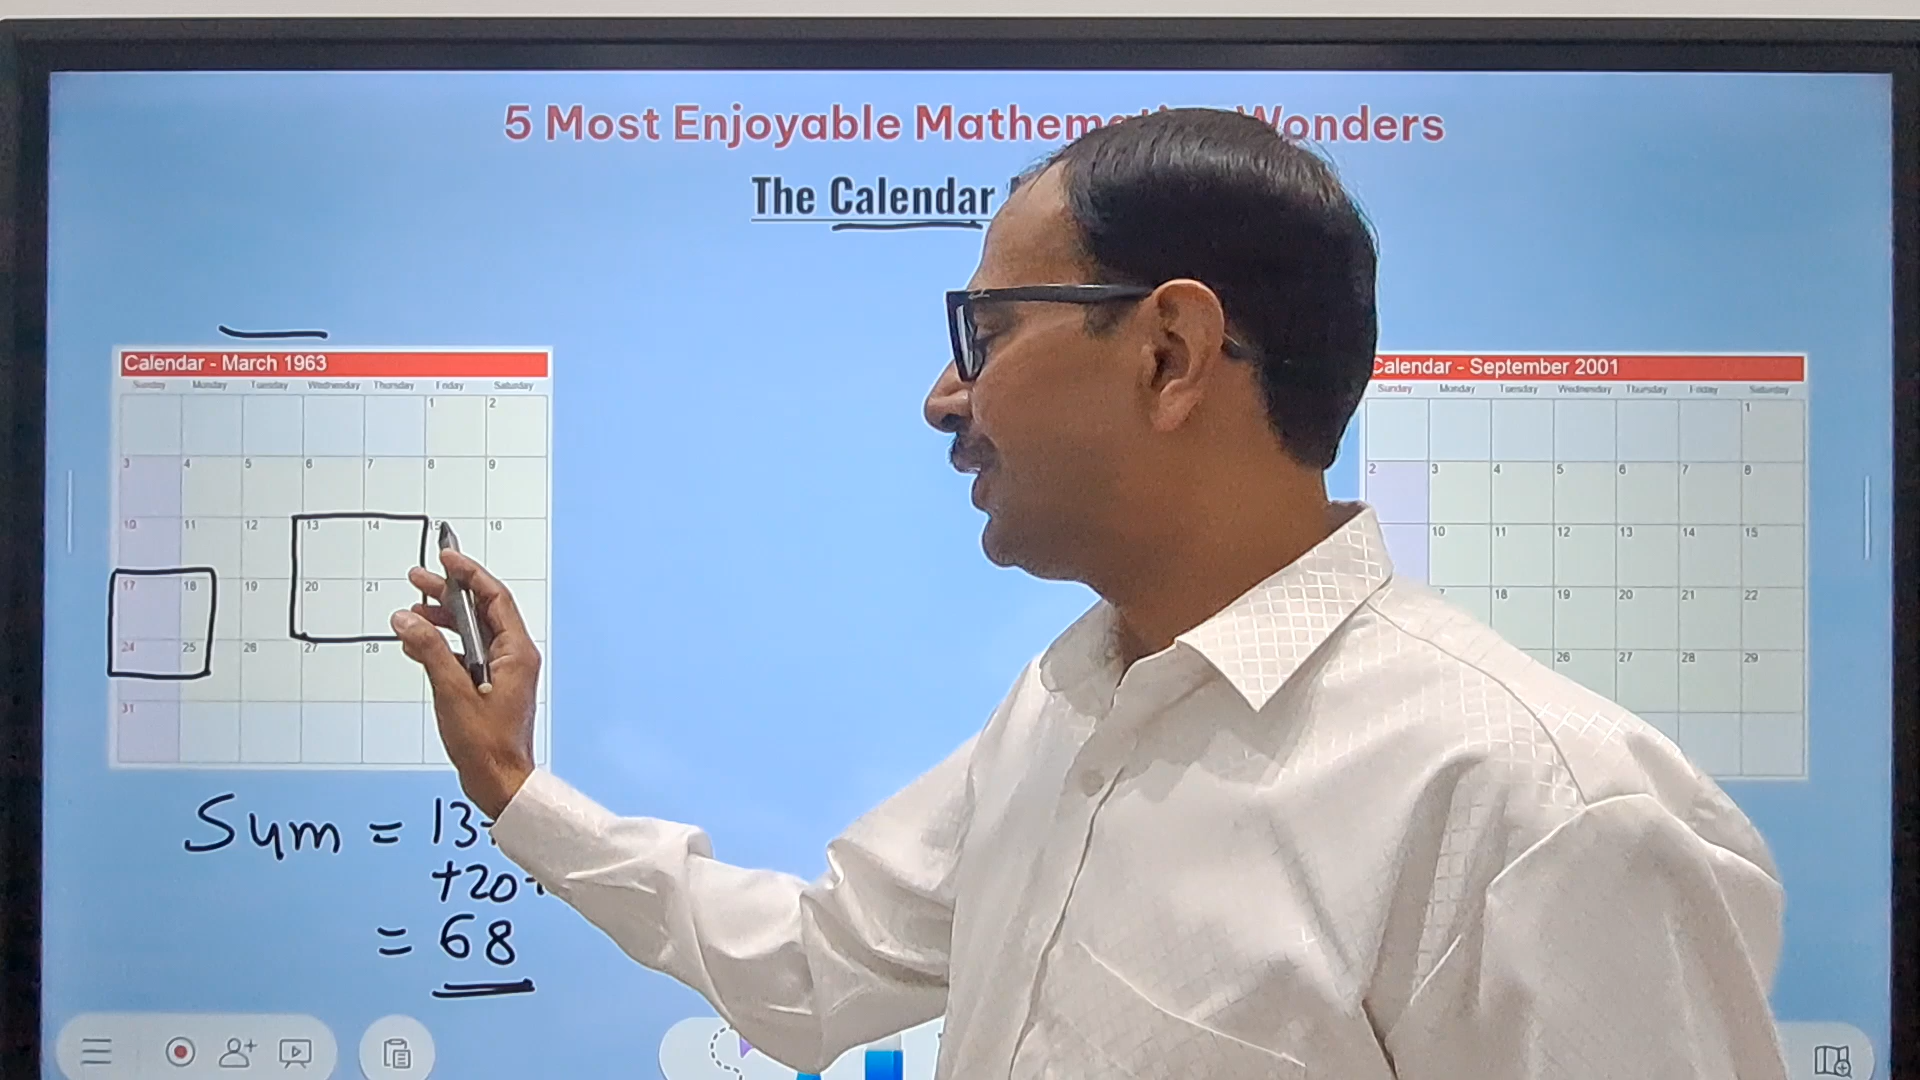 5 Most Enjoyable Wonders
The Calendar
Calendar - March 1963
Sunday Monday Tuesday Wednesday Thursday Friday Saturday
1 2
3 4 5 6 7 8 9
10 11 12 13 14 15 16
17 18 19 20 21
24 25 26 27 28
31
Sum = 13+
+20+
= 68
Calendar - September 2001
Sunday Monday Tuesday Wednesday Thursday Friday Saturday
1
2 3 4 5 6 7 8
10 11 12 13 14 15
18 19 20 21 22
26 27 28 29